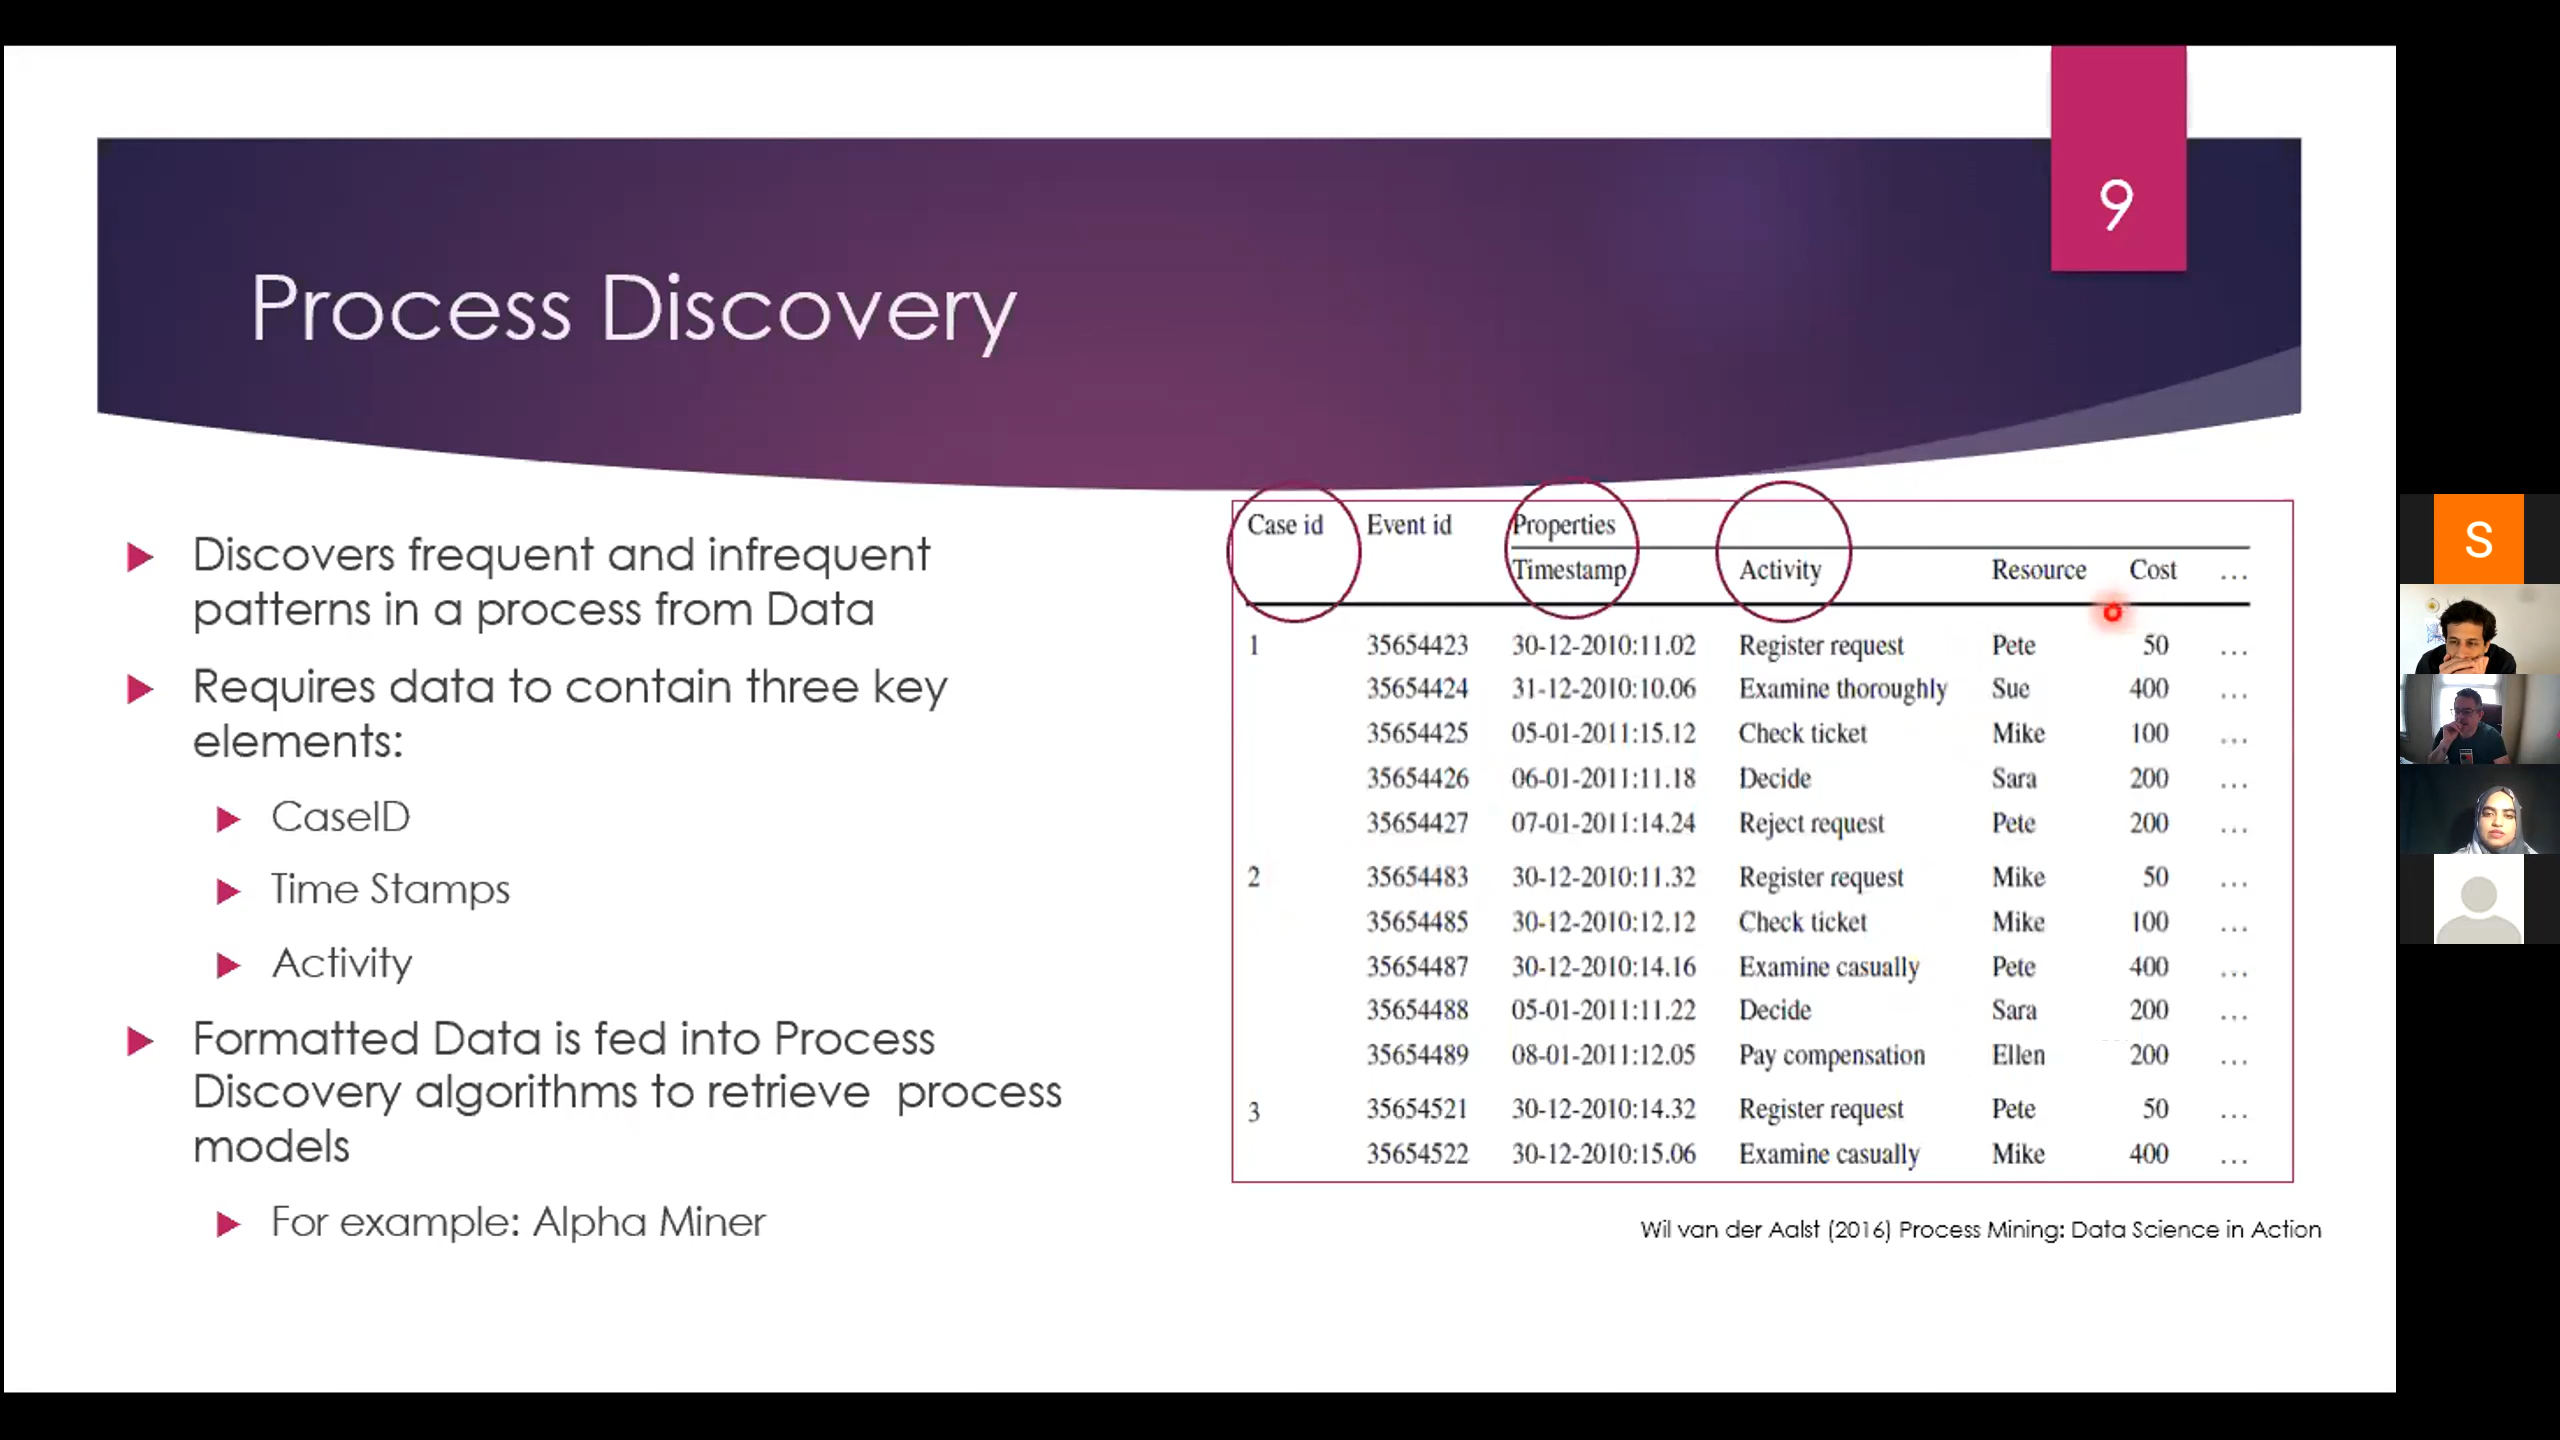 9
Process Discovery
Discovers frequent and infrequent
patterns in a process from Data
Requires data to contain three key
elements:
CaseID
Time Stamps
Activity
Formatted Data is fed into Process
Discovery algorithms to retrieve process
models
For example: Alpha Miner
Case id Event id Properties
Timestamp Activity Resource Cost ...
1 35654423 30-12-2010:11.02 Register request Pete 50 ...
35654424 31-12-2010:10.06 Examine thoroughly Sue 400 ...
35654425 05-01-2011:15.12 Check ticket Mike 100 ...
35654426 06-01-2011:11.18 Decide Sara 200 ...
35654427 07-01-2011:14.24 Reject request Pete 200 ...
2 35654483 30-12-2010:11.32 Register request Mike 50 ...
35654485 30-12-2010:12.12 Check ticket Mike 100 ...
35654487 30-12-2010:14.16 Examine casually Pete 400 ...
35654488 05-01-2011:11.22 Decide Sara 200 ...
35654489 08-01-2011:12.05 Pay compensation Ellen 200 ...
3 35654521 30-12-2010:14.32 Register request Pete 50 ...
35654522 30-12-2010:15.06 Examine casually Mike 400 ...
Wil van der Aalst (2016) Process Mining: Data Science in Action
S